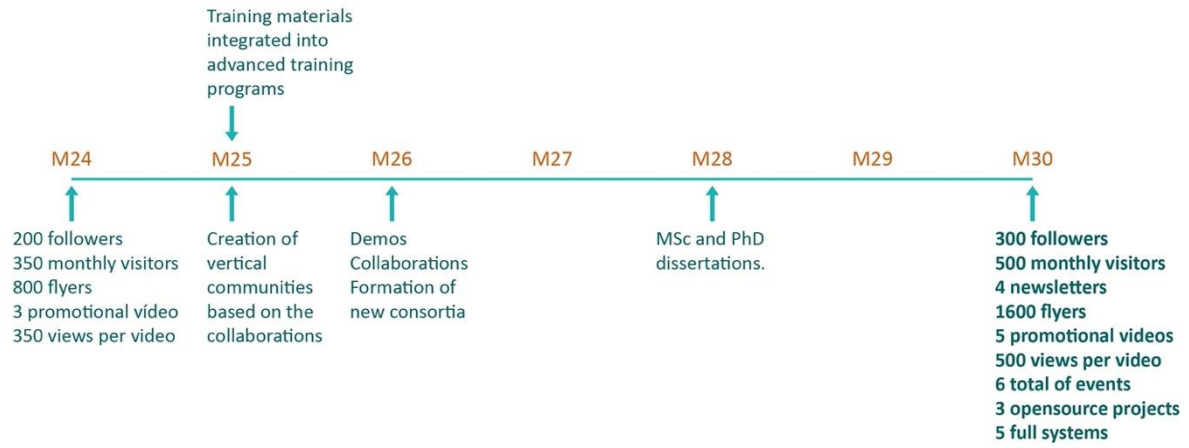 Training materials
integrated into
advanced training
programs
M24 M25 M26 M27 M28 M29 M30
200 followers
350 monthly visitors
800 flyers
3 promotional vídeo
350 views per video
Creation of
vertical
communities
based on the
collaborations
Demos
Collaborations
Formation of
new consortia
MSc and PhD
dissertations.
300 followers
500 monthly visitors
4 newsletters
1600 flyers
5 promotional videos
500 views per video
6 total of events
3 opensource projects
5 full systems